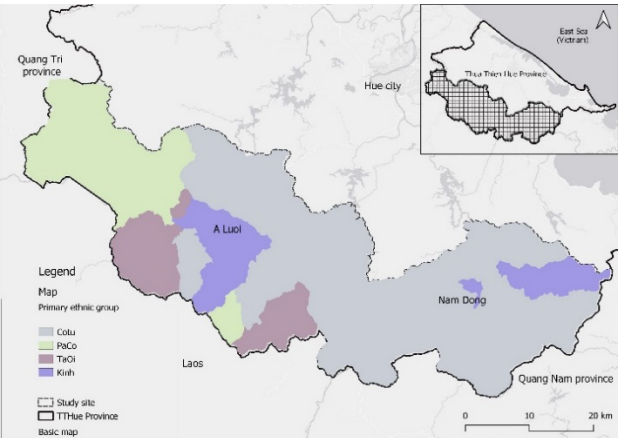 Quang Tri
province
Hue city
East Sea
(Vietnam)
Thua Thien Hue Province
A Luoi
Nam Dong
Laos
Quang Nam province
Legend
Map
Primary ethnic group
Cotu
PaCo
TaOi
Kinh
Study site
TTHue Province
Basic map
0 10 20 km